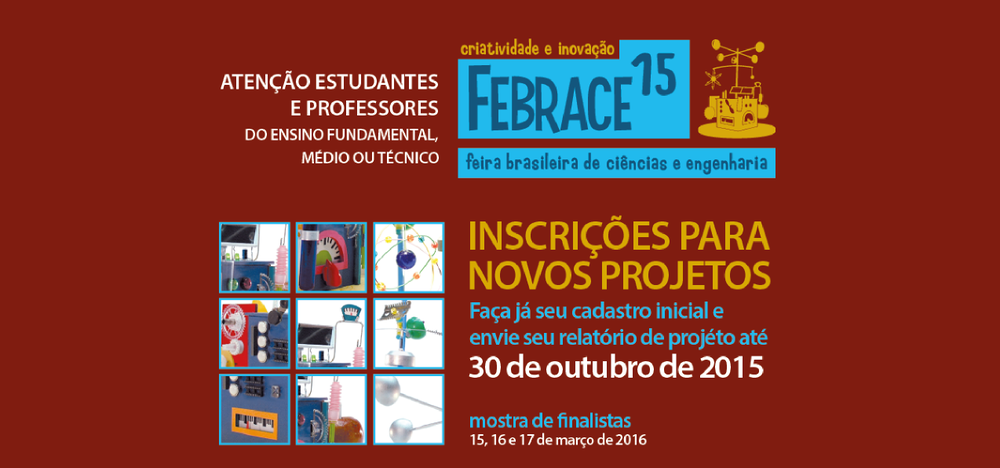 ATENÇÃO ESTUDANTES
E PROFESSORES
DO ENSINO FUNDAMENTAL,
MÉDIO OU TÉCNICO
criatividade e inovação
FEBRACE 15
feira brasileira de ciências e engenharia
INSCRIÇÕES PARA
NOVOS PROJETOS
Faça já seu cadastro inicial e
envie seu relatório de projéto até
30 de outubro de 2015
mostra de finalistas
15, 16 e 17 de março de 2016